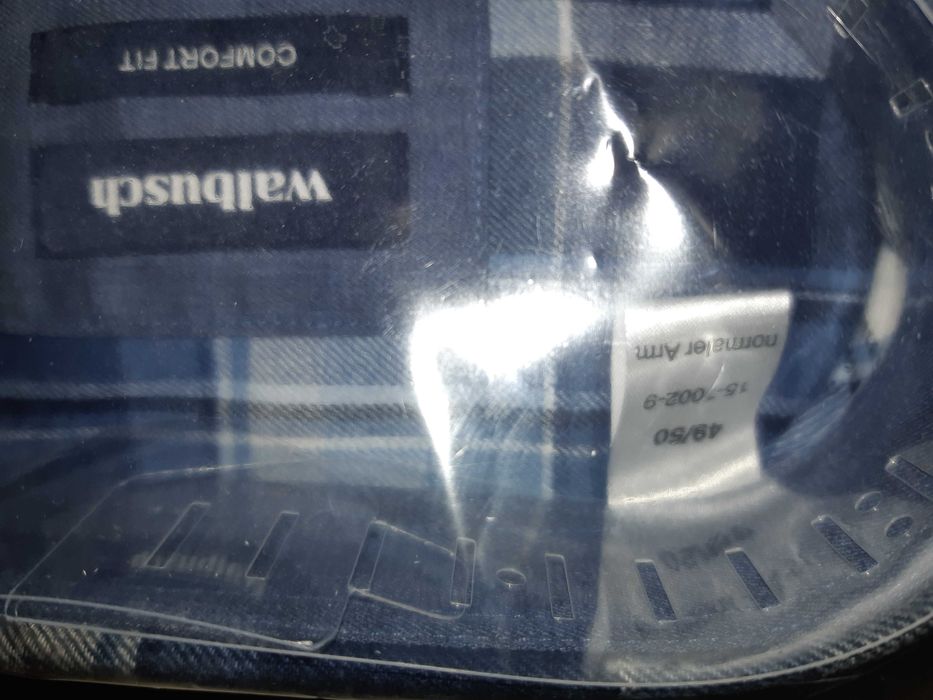 walbusch
COMFORT FIT
49/50
15-7002-9
normaler Arm